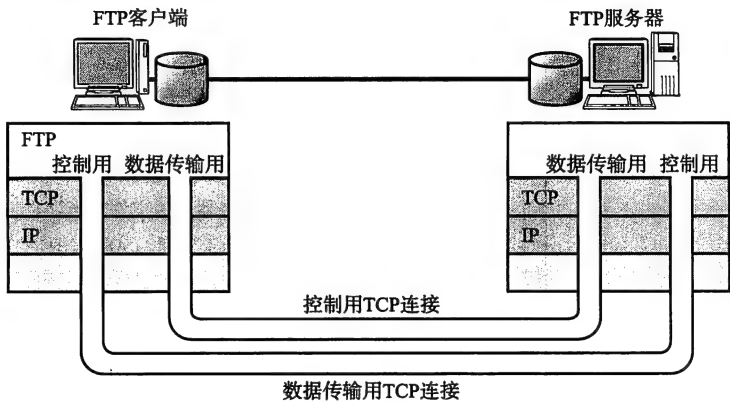 FTP客户端
FTP服务器
FTP
控制用 数据传输用
数据传输用 控制用
TCP
TCP
IP
IP
控制用TCP连接
数据传输用TCP连接